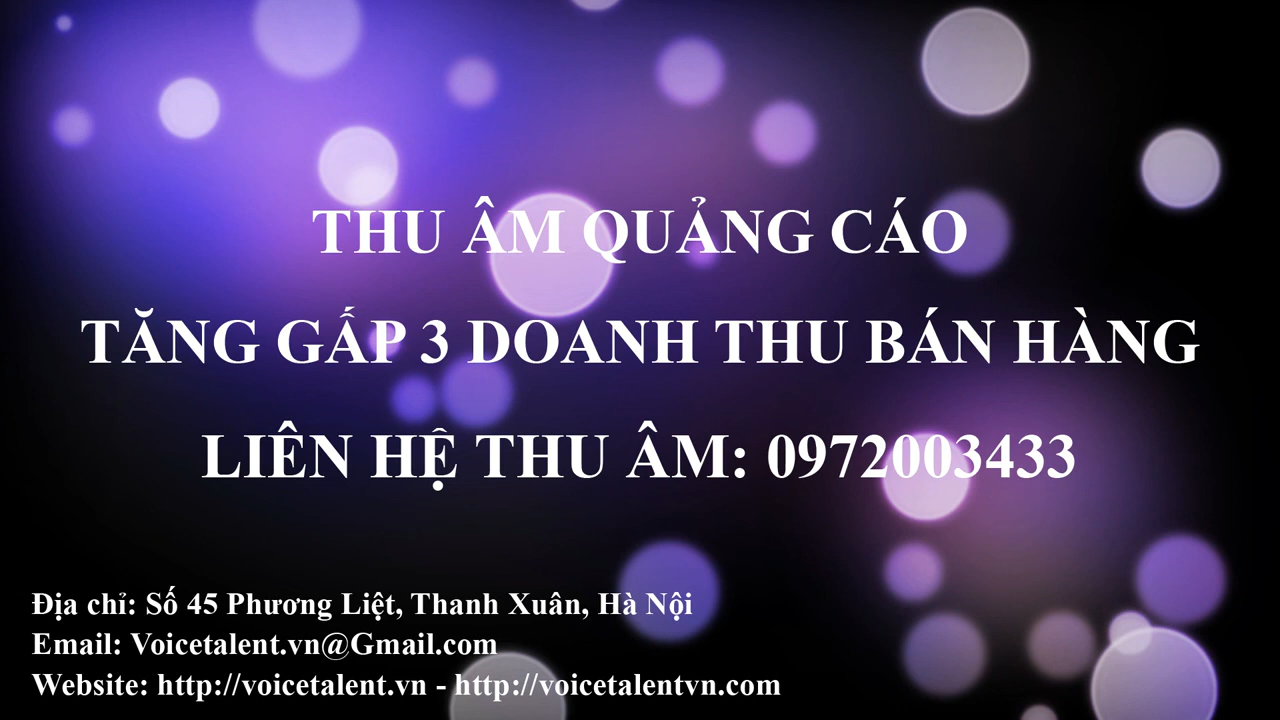 THU ÂM QUẢNG CÁO
TĂNG GẤP 3 DOANH THU BÁN HÀNG
LIÊN HỆ THU ÂM: 0972003433
Địa chỉ: Số 45 Phương Liệt, Thanh Xuân, Hà Nội
Email: Voicetalent.vn@Gmail.com
Website: http://voicetalent.vn - http://voicetalentvn.com